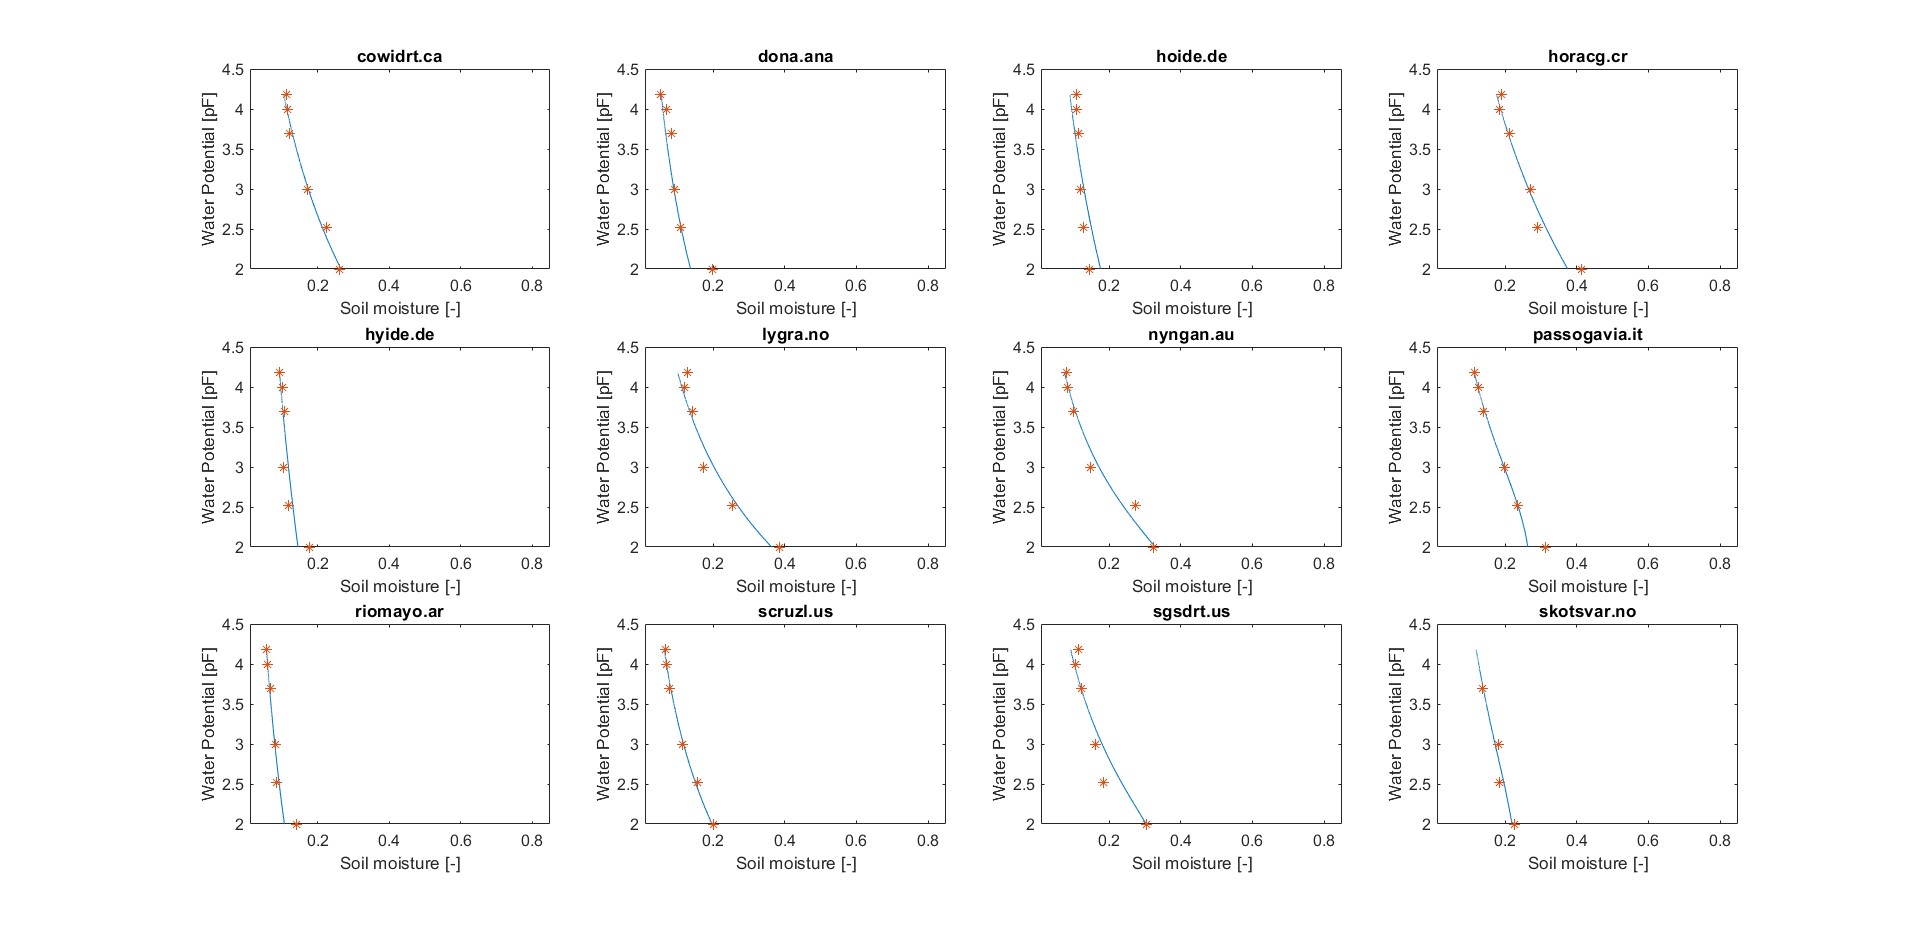 cowidrt.ca
4.5
4
3.5
3
2.5
2
Water Potential [pF]
0.2 0.4 0.6 0.8
Soil moisture [-]
dona.ana
4.5
4
3.5
3
2.5
2
Water Potential [pF]
0.2 0.4 0.6 0.8
Soil moisture [-]
hoide.de
4.5
4
3.5
3
2.5
2
Water Potential [pF]
0.2 0.4 0.6 0.8
Soil moisture [-]
horacg.cr
4.5
4
3.5
3
2.5
2
Water Potential [pF]
0.2 0.4 0.6 0.8
Soil moisture [-]
hyide.de
4.5
4
3.5
3
2.5
2
Water Potential [pF]
0.2 0.4 0.6 0.8
Soil moisture [-]
lygra.no
4.5
4
3.5
3
2.5
2
Water Potential [pF]
0.2 0.4 0.6 0.8
Soil moisture [-]
nyngan.au
4.5
4
3.5
3
2.5
2
Water Potential [pF]
0.2 0.4 0.6 0.8
Soil moisture [-]
passogavia.it
4.5
4
3.5
3
2.5
2
Water Potential [pF]
0.2 0.4 0.6 0.8
Soil moisture [-]
riomayo.ar
4.5
4
3.5
3
2.5
2
Water Potential [pF]
0.2 0.4 0.6 0.8
Soil moisture [-]
scruzl.us
4.5
4
3.5
3
2.5
2
Water Potential [pF]
0.2 0.4 0.6 0.8
Soil moisture [-]
sgsdrt.us
4.5
4
3.5
3
2.5
2
Water Potential [pF]
0.2 0.4 0.6 0.8
Soil moisture [-]
skotsvar.no
4.5
4
3.5
3
2.5
2
Water Potential [pF]
0.2 0.4 0.6 0.8
Soil moisture [-]